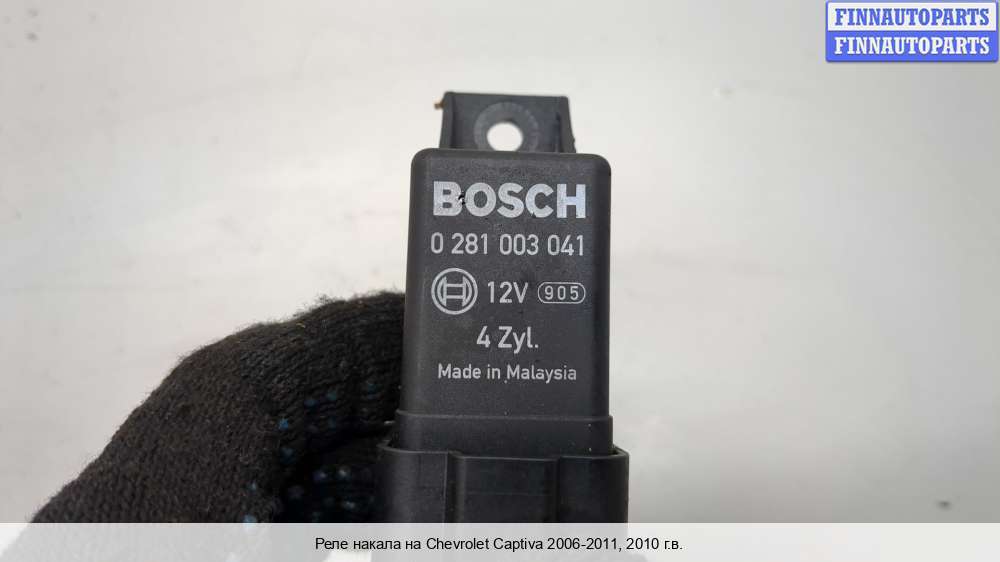 FINNAUTOPARTS
FINNAUTOPARTS
BOSCH
0 281 003 041
12V 905
4 Zyl.
Made in Malaysia
Реле накала на Chevrolet Captiva 2006-2011, 2010 г.в.